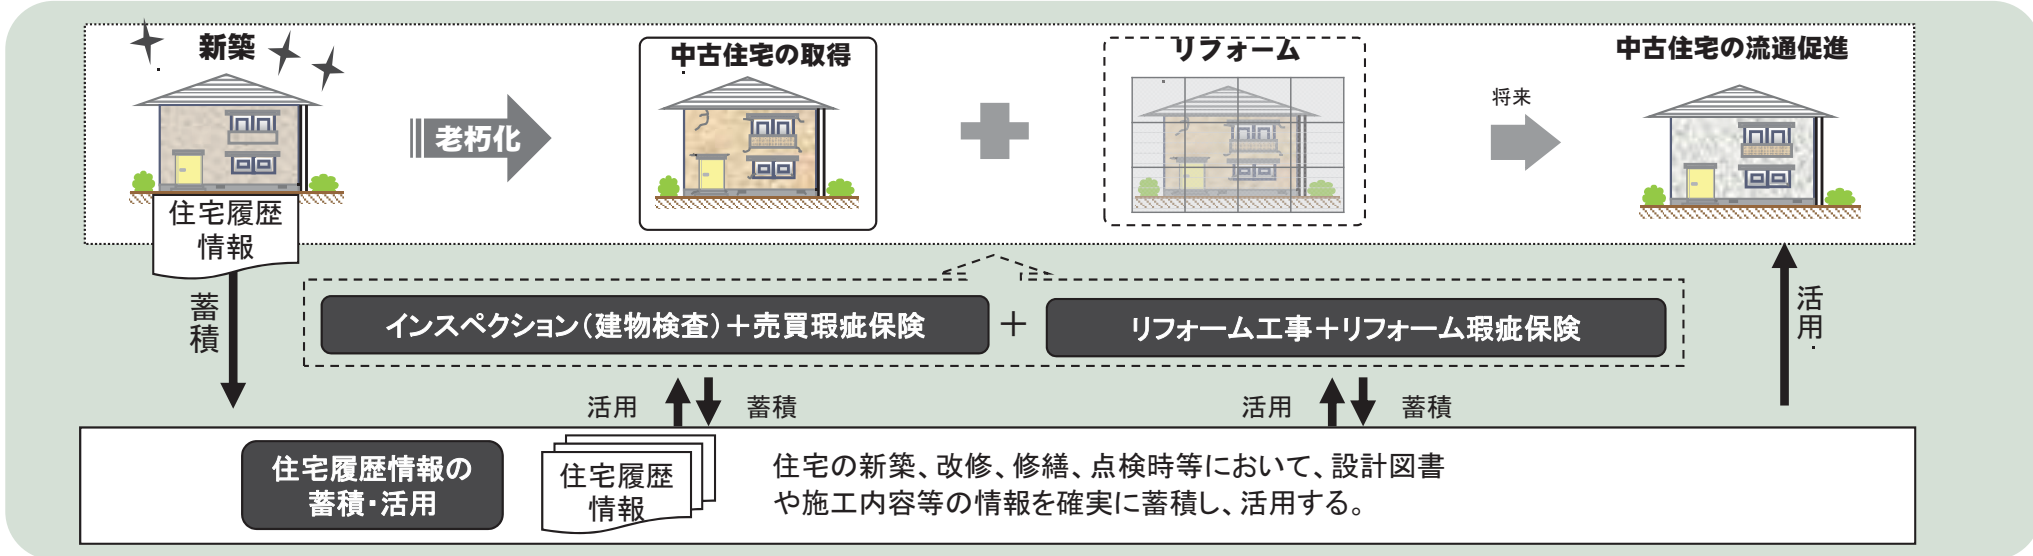 新築
中古住宅の取得
リフォーム
中古住宅の流通促進
老朽化
将来
住宅履歴
情報
蓄積
インスペクション（建物検査）＋売買瑕疵保険
＋
リフォーム工事＋リフォーム瑕疵保険
活用
活用
蓄積
活用
蓄積
住宅履歴情報の
蓄積・活用
住宅履歴
情報
住宅の新築、改修、修繕、点検時等において、設計図書
や施工内容等の情報を確実に蓄積し、活用する。